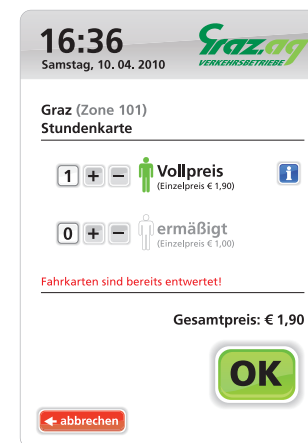 16:36
Samstag, 10. 04. 2010
Graz.ag
VERKEHRSBETRIEBE
Graz (Zone 101)
Stundenkarte
1 + − Vollpreis
(Einzelpreis € 1,90)
i
0 + − ermäßigt
(Einzelpreis € 1,00)
Fahrkarten sind bereits entwertet!
Gesamtpreis: € 1,90
OK
abbrechen